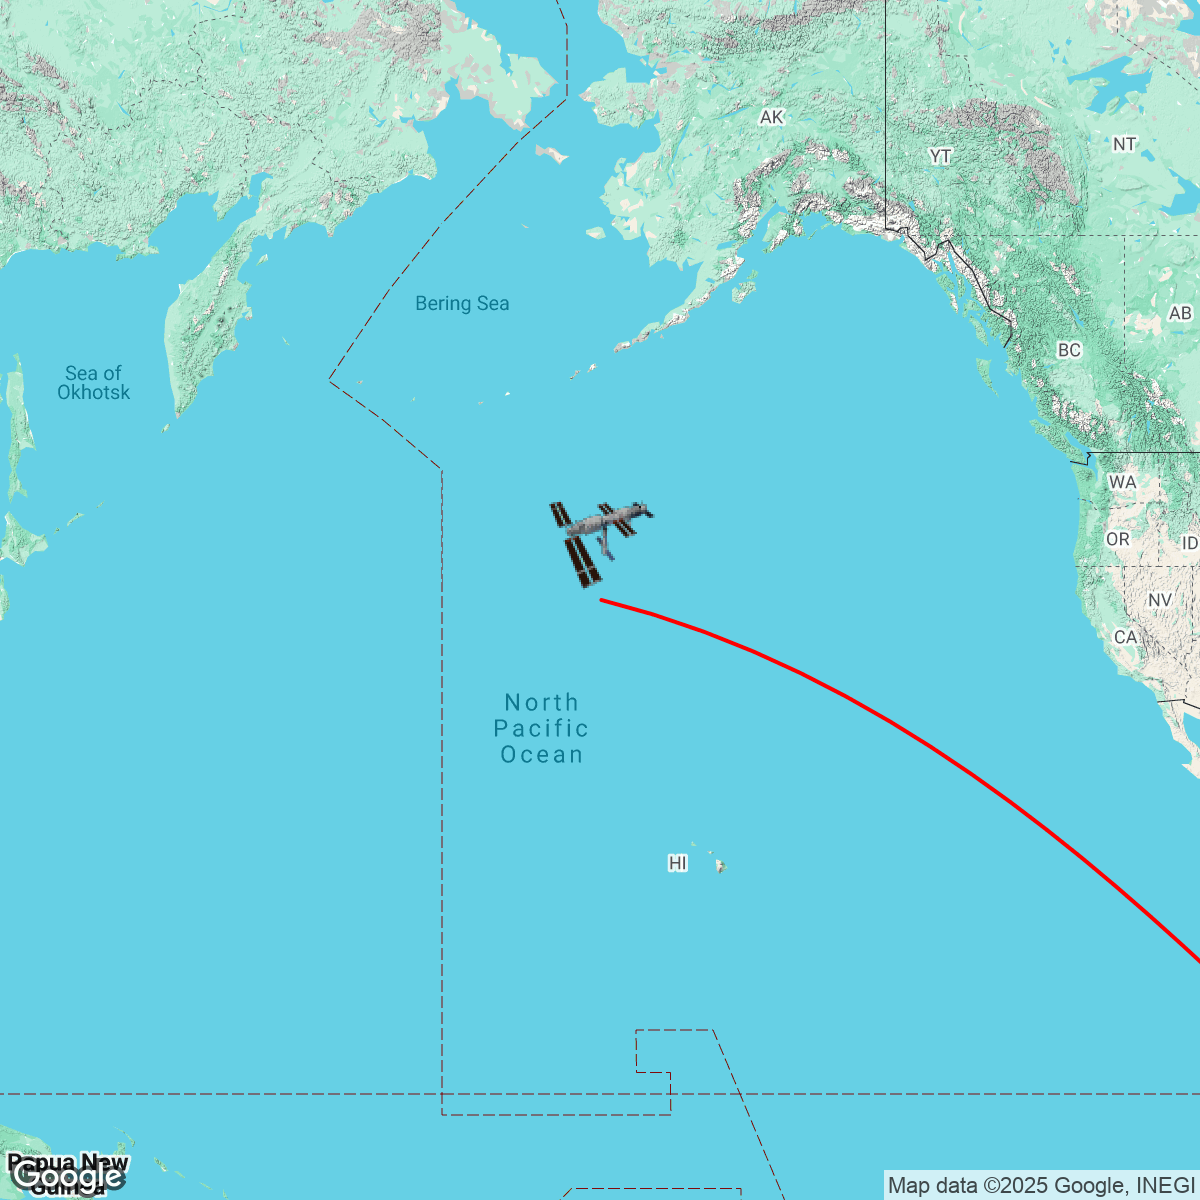 AK
YT
NT
Bering Sea
AB
BC
Sea of
Okhotsk
WA
OR
ID
NV
CA
North
Pacific
Ocean
HI
Papua New
Guinea
Google
Map data ©2025 Google, INEGI